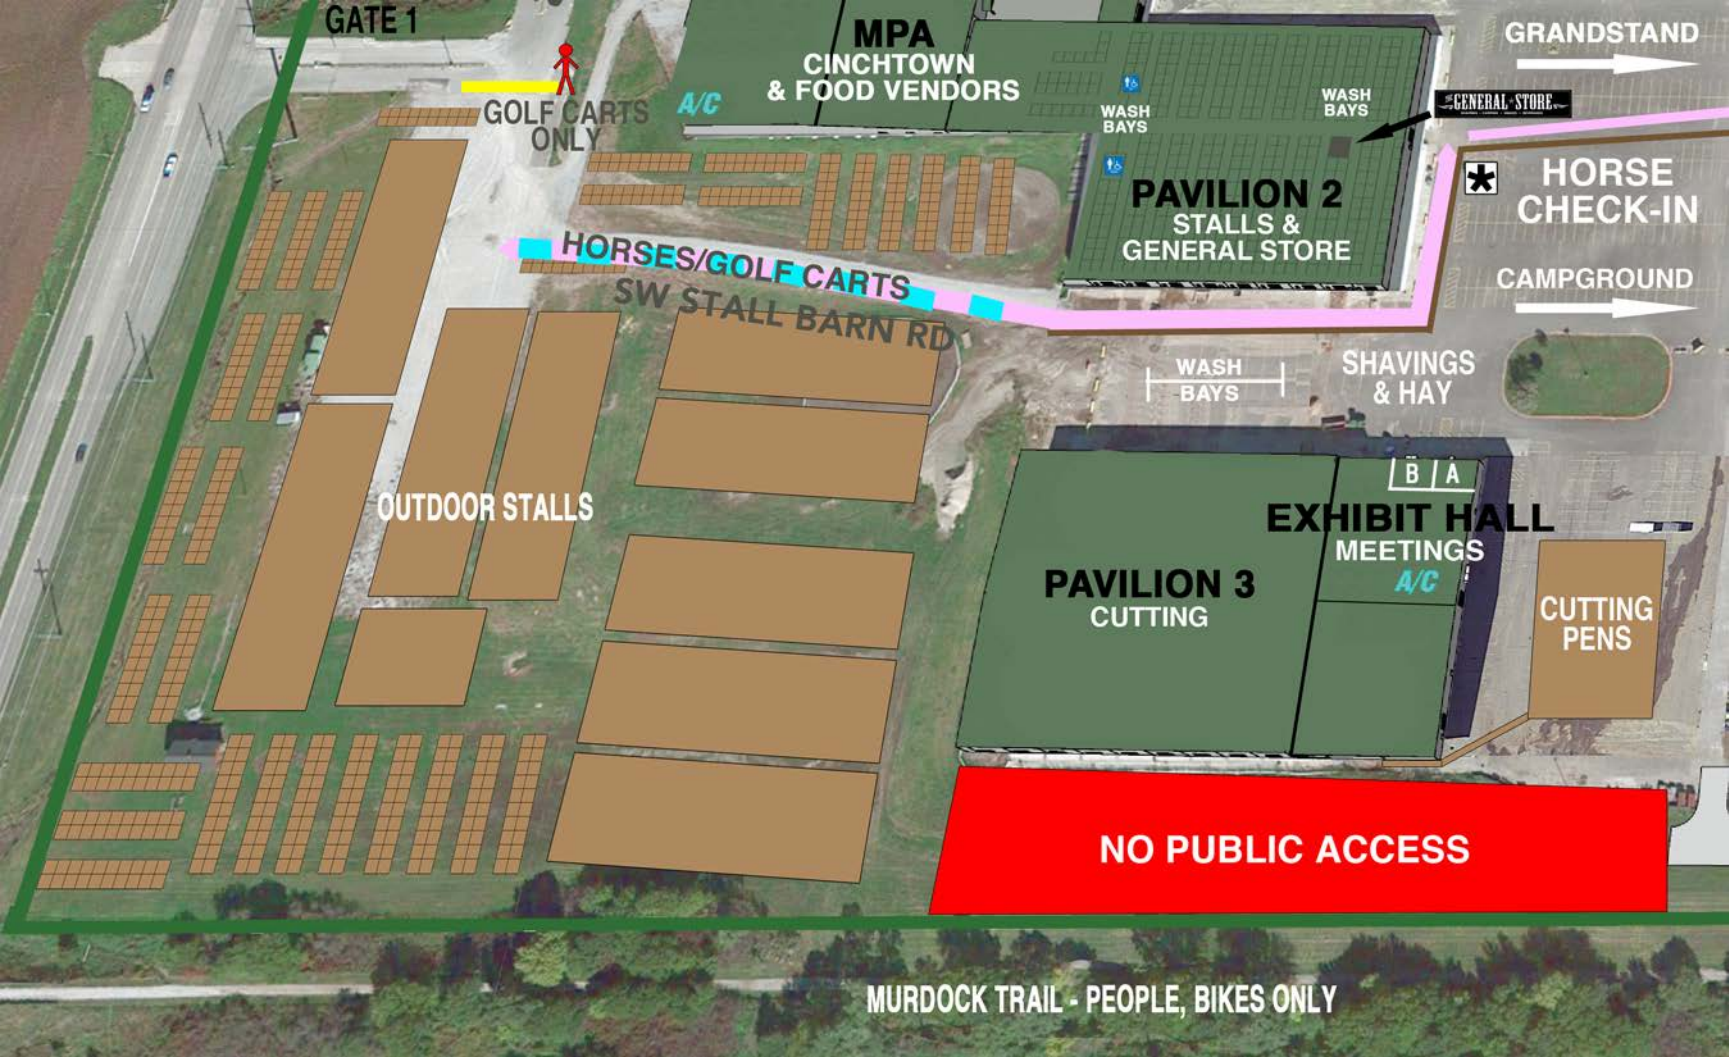 GATE 1
GOLF CARTS
ONLY
MPA
CINCHTOWN
& FOOD VENDORS
A/C
WASH
BAYS
WASH
BAYS
GENERAL STORE
GRANDSTAND
PAVILION 2
STALLS &
GENERAL STORE
*
HORSE
CHECK-IN
HORSES/GOLF CARTS
SW STALL BARN RD
CAMPGROUND
WASH
BAYS
SHAVINGS
& HAY
OUTDOOR STALLS
B A
EXHIBIT HALL
MEETINGS
A/C
PAVILION 3
CUTTING
CUTTING
PENS
NO PUBLIC ACCESS
MURDOCK TRAIL - PEOPLE, BIKES ONLY